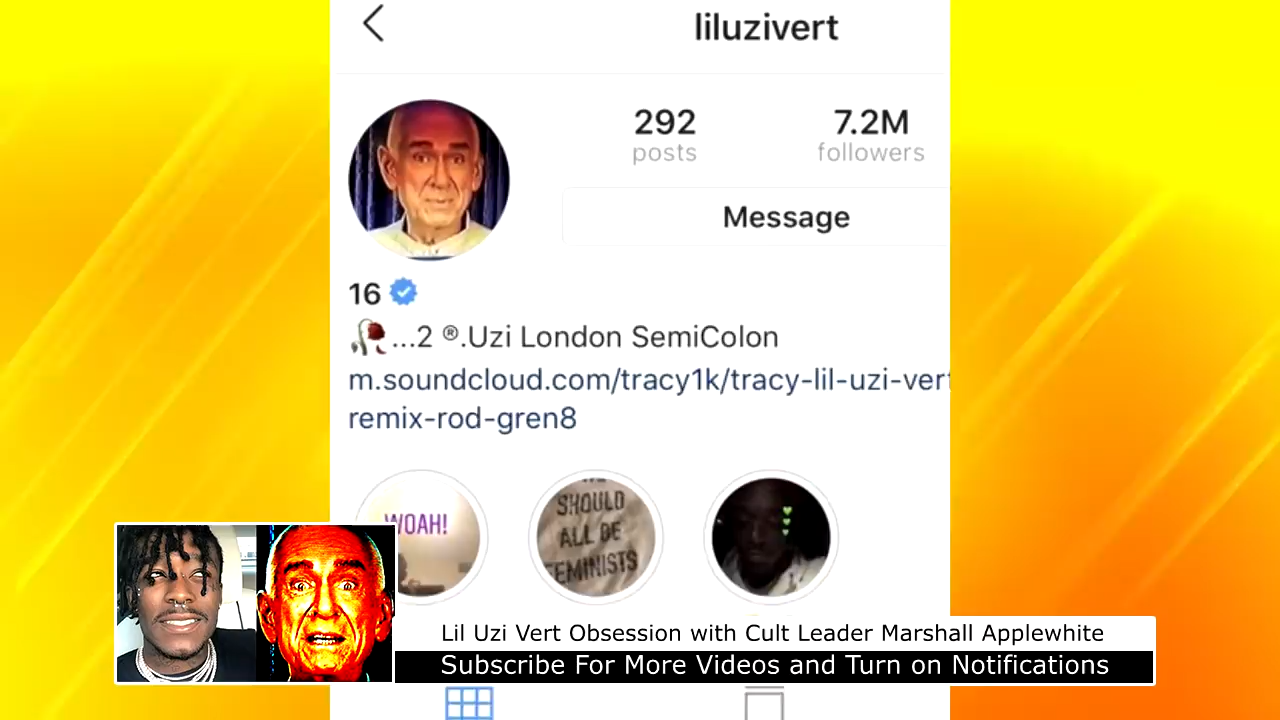 liluzivert
292
7.2M
posts
followers
Message
16
...2 ®.Uzi London SemiColon
m.soundcloud.com/tracy1k/tracy-lil-uzi-ver
remix-rod-gren8
WOAH!
SHOULD
ALL BE
FEMINISTS
Lil Uzi Vert Obsession with Cult Leader Marshall Applewhite
Subscribe For More Videos and Turn on Notifications